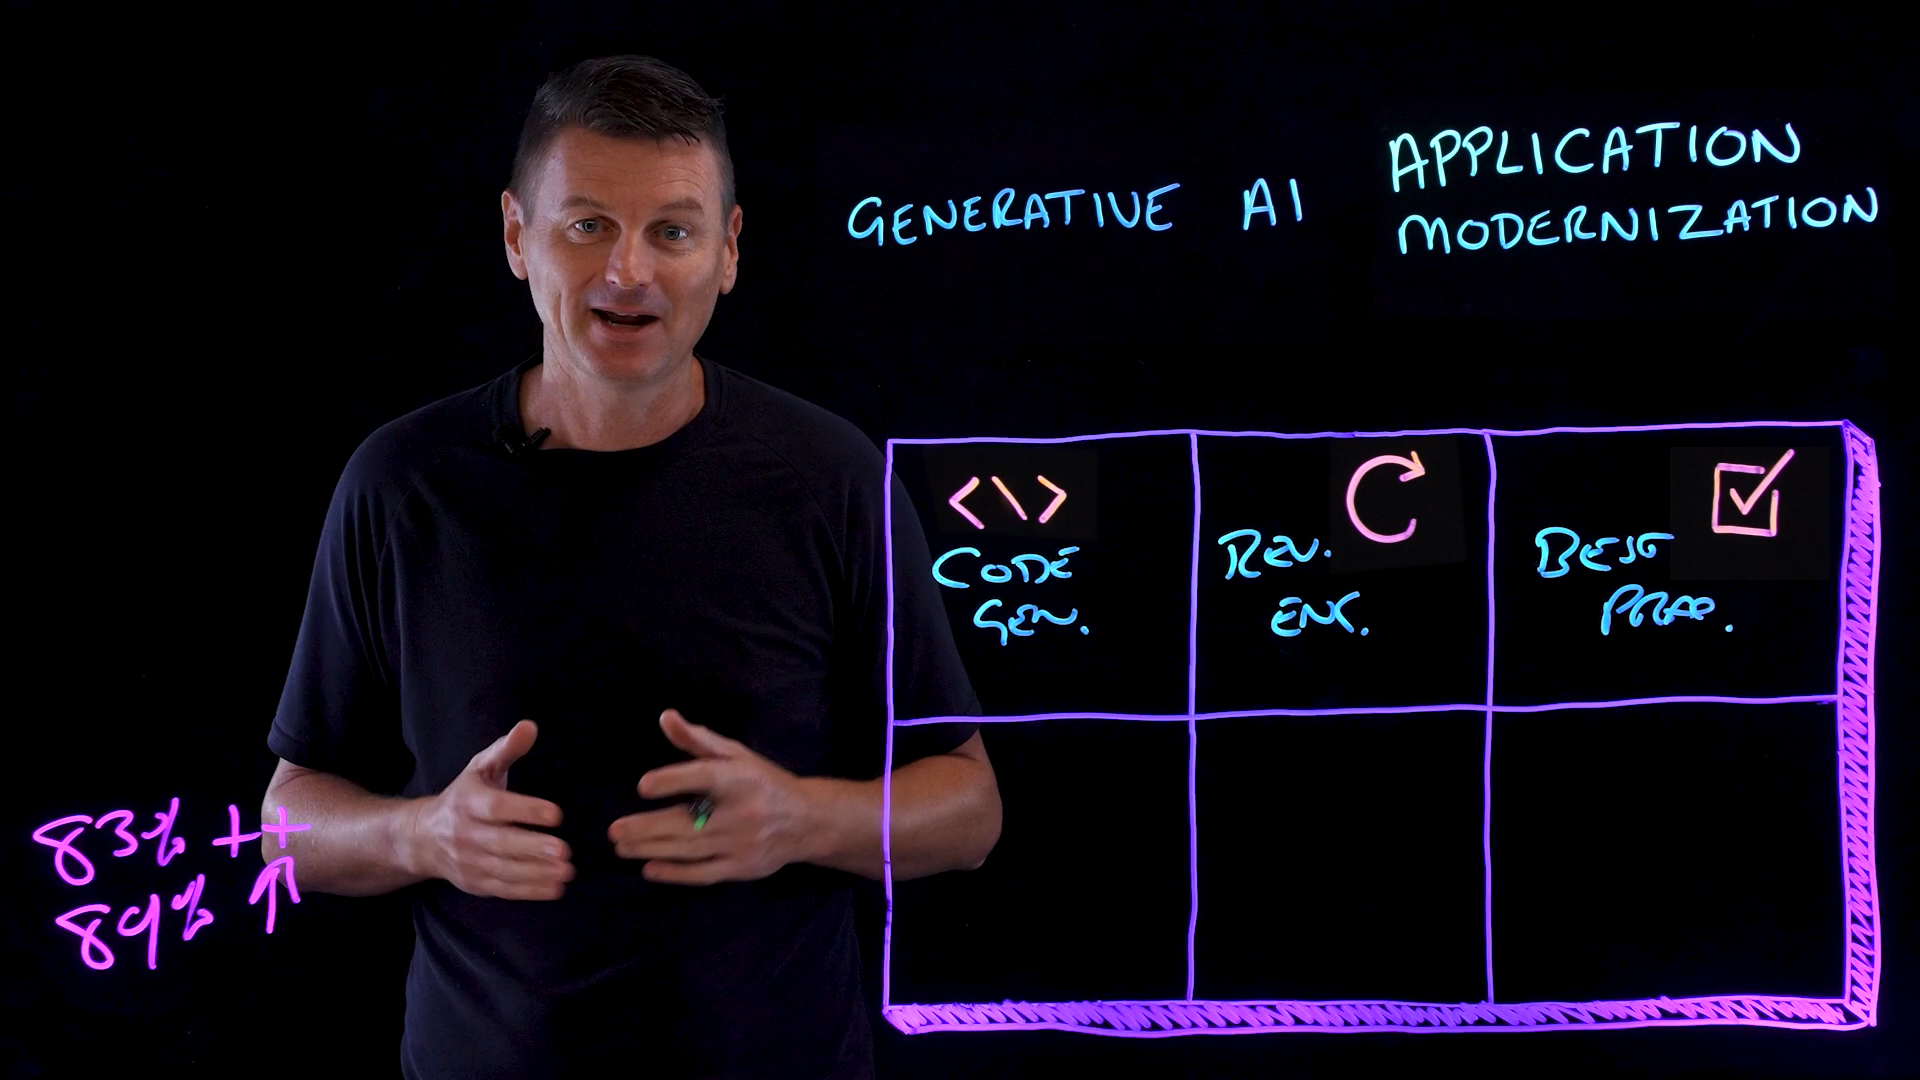 GENERATIVE AI
APPLICATION
MODERNIZATION
<\>
CODE
GEN.
REV.
ENG.
BEST
PRAC.
83% ++
89% ↑